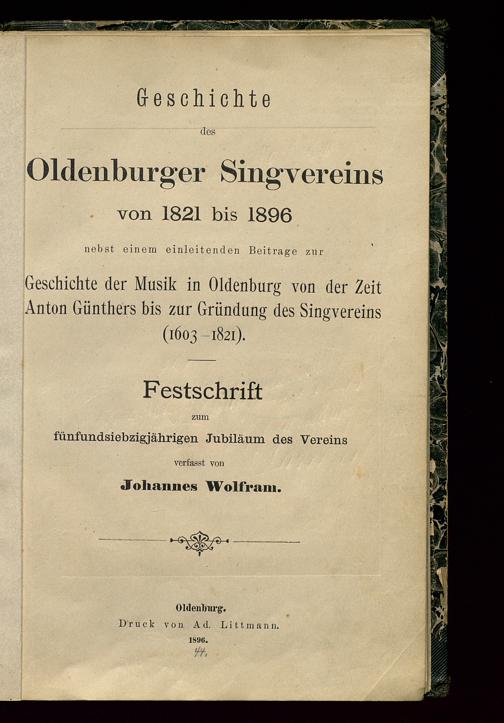 Geschichte
des
Oldenburger Singvereins
von 1821 bis 1896
nebst einem einleitenden Beitrage zur
Geschichte der Musik in Oldenburg von der Zeit
Anton Günthers bis zur Gründung des Singvereins
(1603–1821).
Festschrift
zum
fünfundsiebzigjährigen Jubiläum des Vereins
verfasst von
Johannes Wolfram.
Oldenburg.
Druck von Ad. Littmann.
1896.
44.